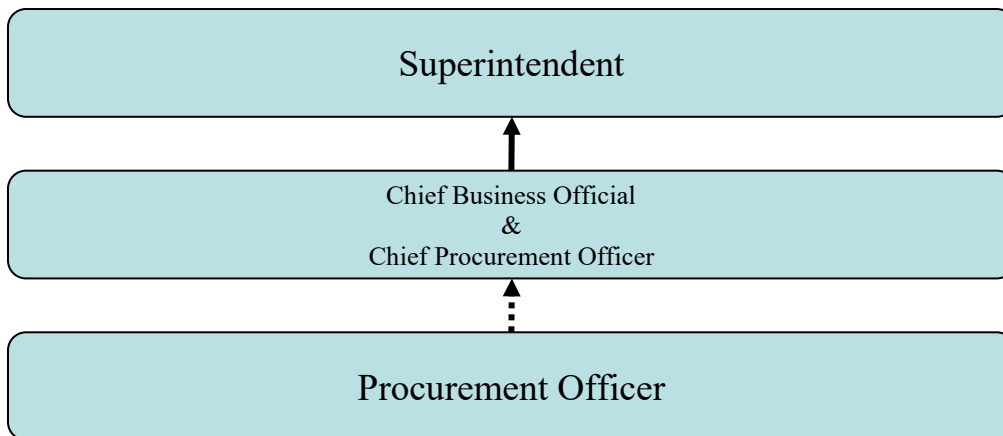 Superintendent
Chief Business Official
&
Chief Procurement Officer
Procurement Officer